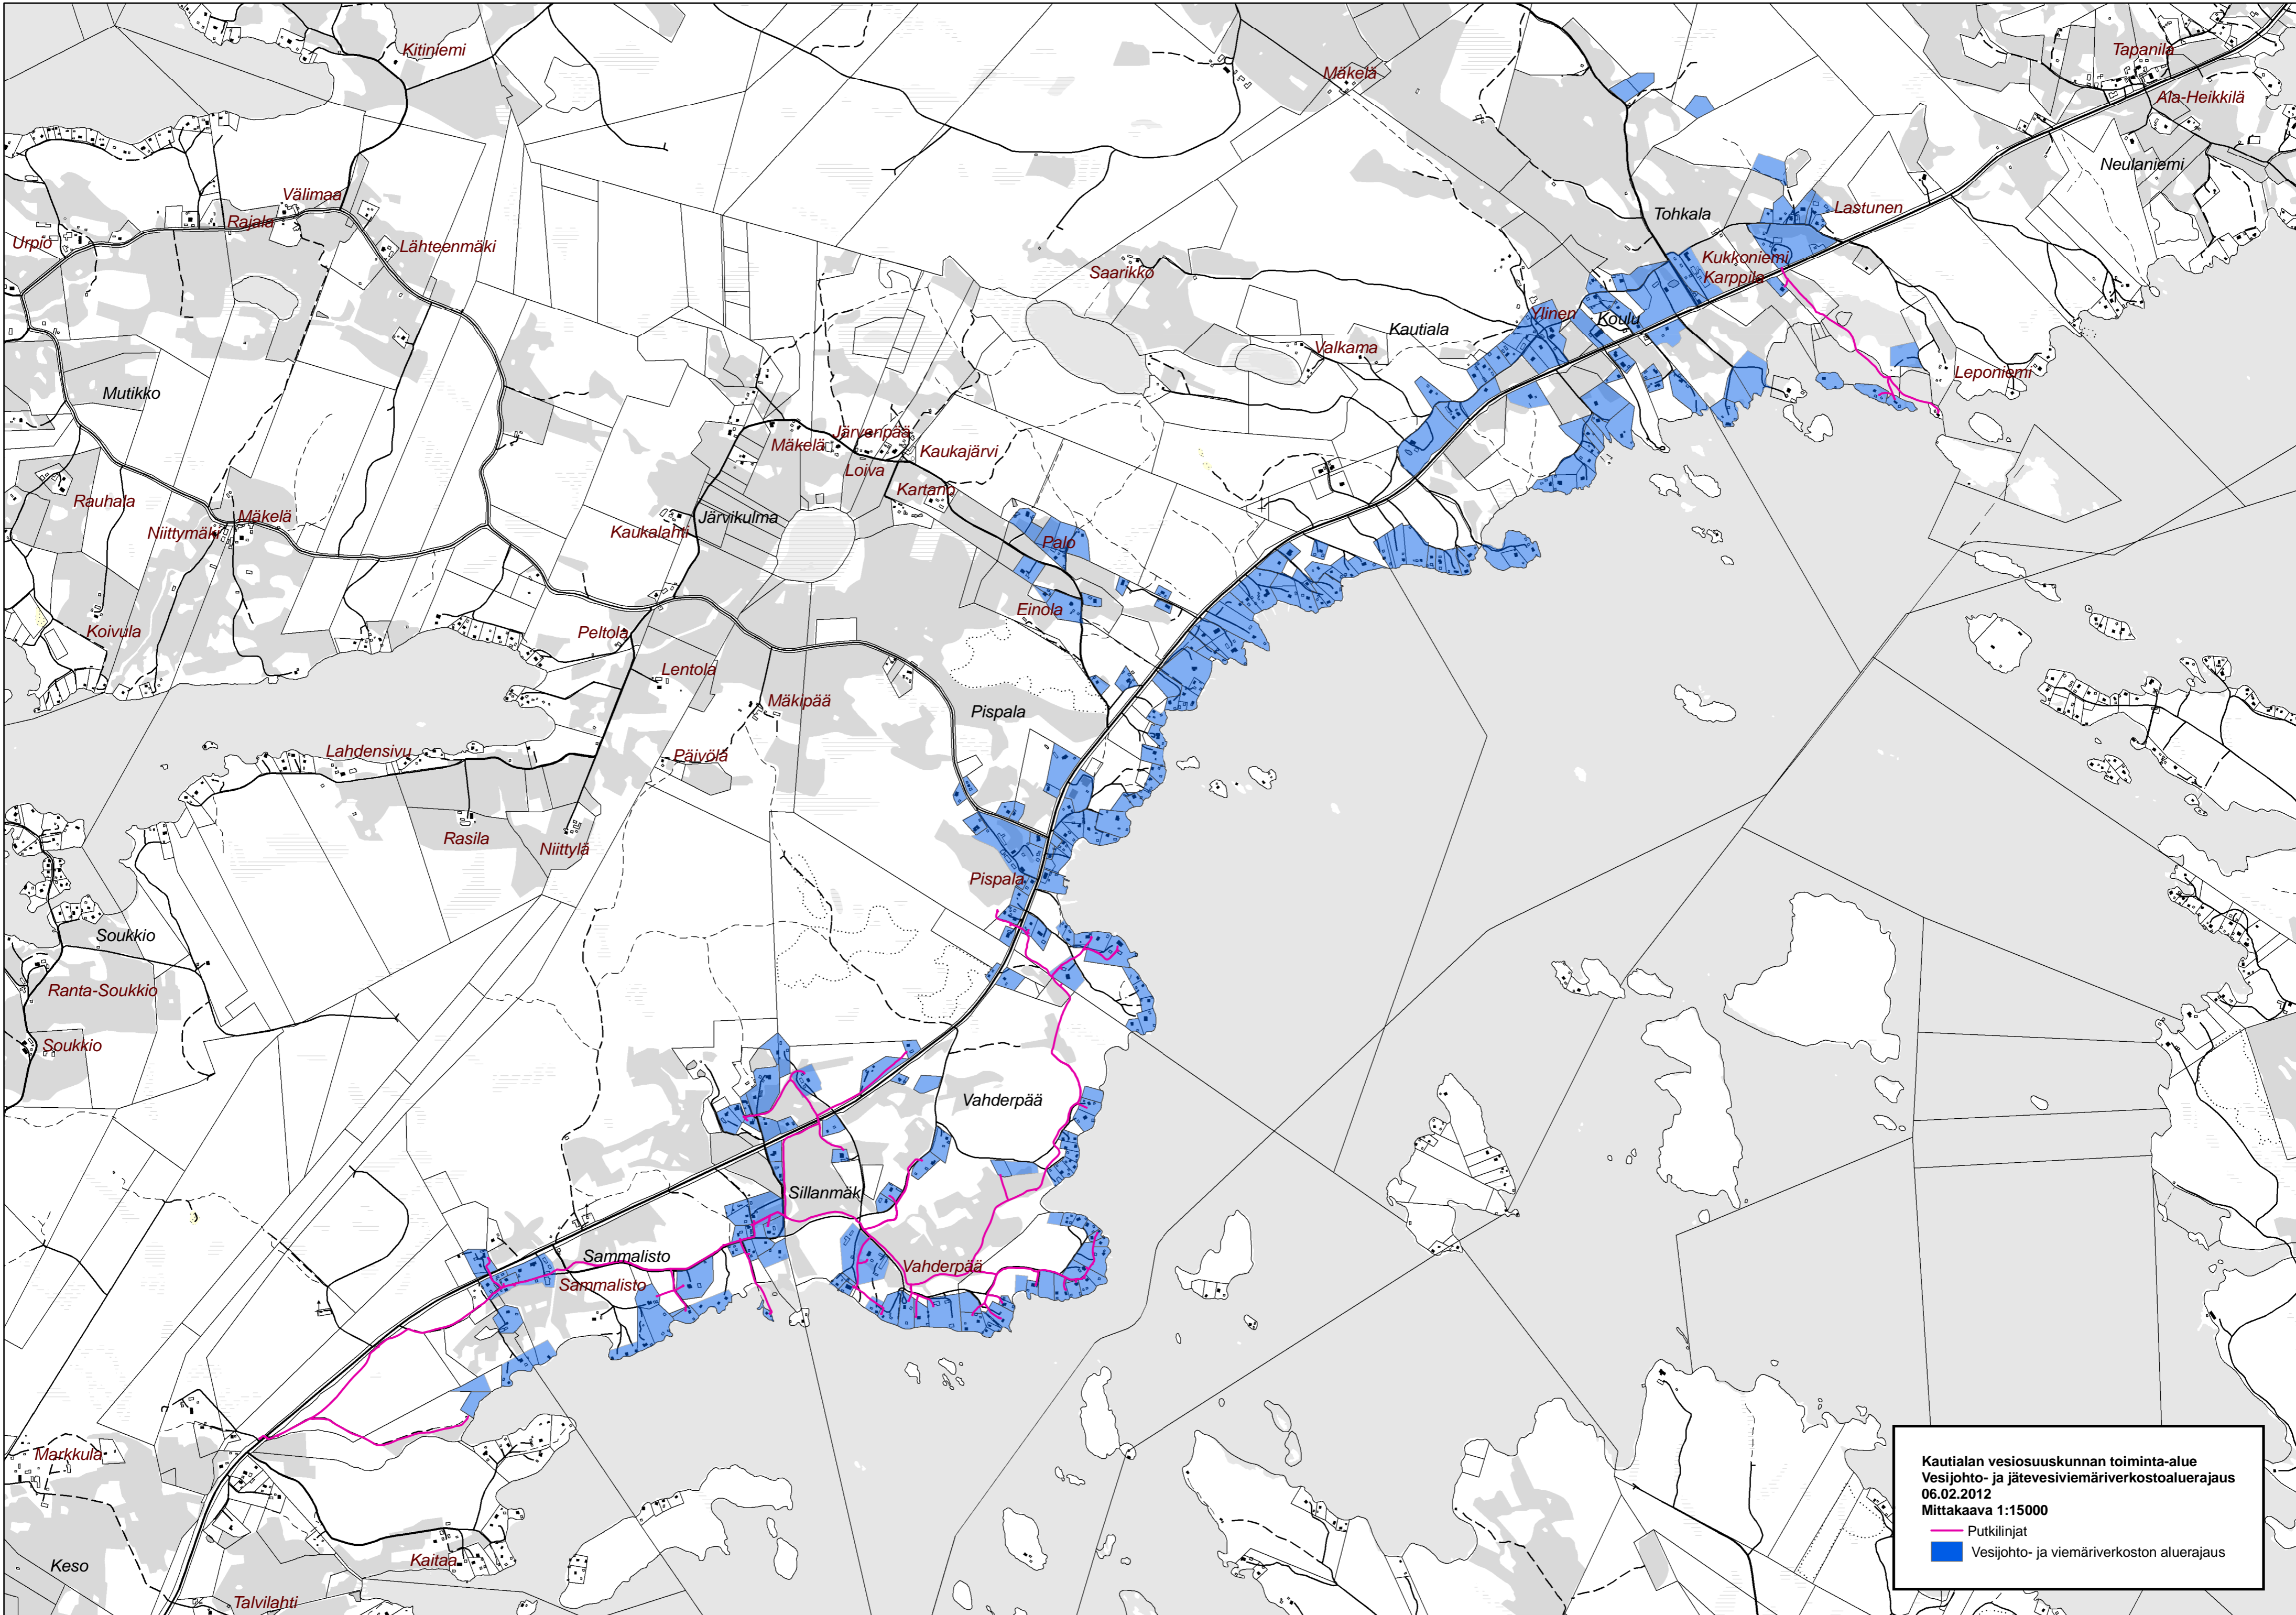 Kitiniemi
Mäkelä
Tapanila
Ala-Heikkilä
Neulaniemi
Välimaa
Rajala
Urpio
Lähteenmäki
Tohkala
Lastunen
Kukkoniemi
Karppila
Saarikko
Ylinen
Koulu
Kautiala
Valkama
Leponiemi
Mutikko
Mäkelä
Järvenpää
Kaukajärvi
Loiva
Kartano
Rauhala
Niittymäki
Mäkelä
Kaukalahti
Järvikulma
Palo
Einola
Koivula
Peltola
Lentola
Mäkipää
Pispala
Lahdensivu
Päivölä
Rasila
Niittylä
Pispala
Soukkio
Ranta-Soukkio
Soukkio
Vahderpää
Sillanmäki
Sammalisto
Sammalisto
Vahderpää
Markkula
Keso
Kaitaa
Talvilahti
Kautialan vesiosuuskunnan toiminta-alue
Vesijohto- ja jätevesiviemäriverkostoaluerajaus
06.02.2012
Mittakaava 1:15000
Putkilinjat
Vesijohto- ja viemäriverkoston aluerajaus